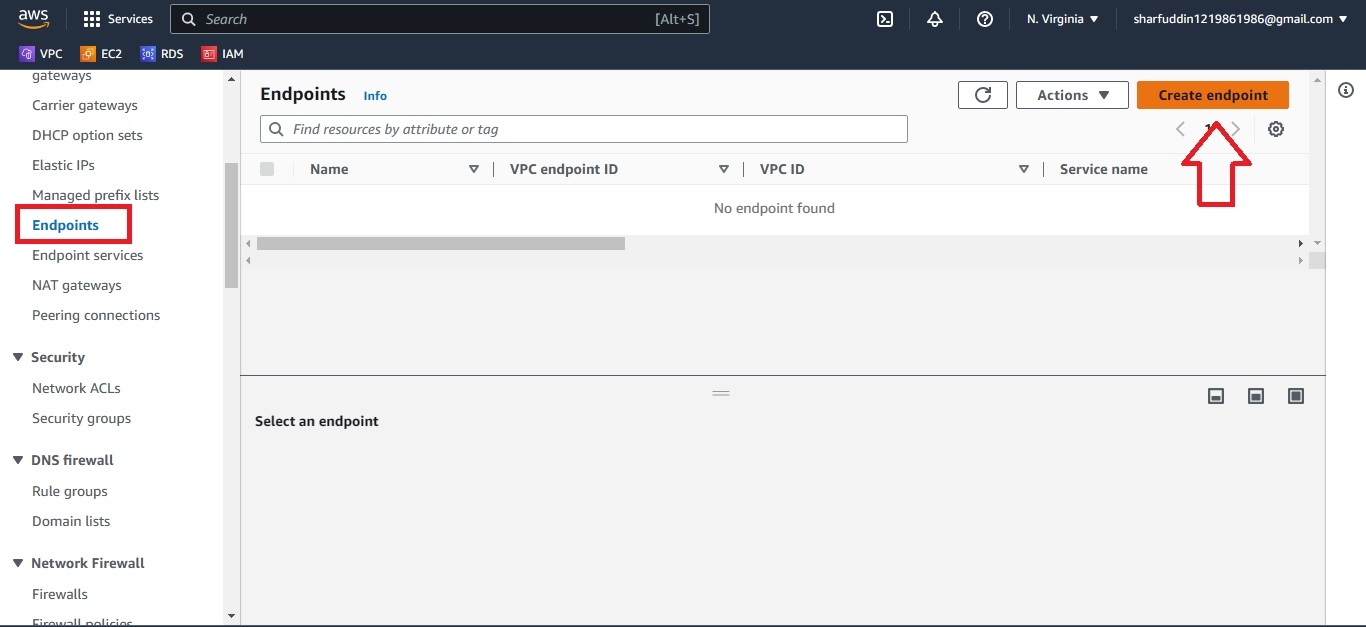 aws
Services
Search
[Alt+S]
N. Virginia
sharfuddin1219861986@gmail.com
VPC
EC2
RDS
IAM
gateways
Carrier gateways
DHCP option sets
Elastic IPs
Managed prefix lists
Endpoints
Endpoint services
NAT gateways
Peering connections
Security
Network ACLs
Security groups
DNS firewall
Rule groups
Domain lists
Network Firewall
Firewalls
Firewall policies
Endpoints Info
Actions
Create endpoint
Find resources by attribute or tag
1
Name
VPC endpoint ID
VPC ID
Service name
No endpoint found
Select an endpoint